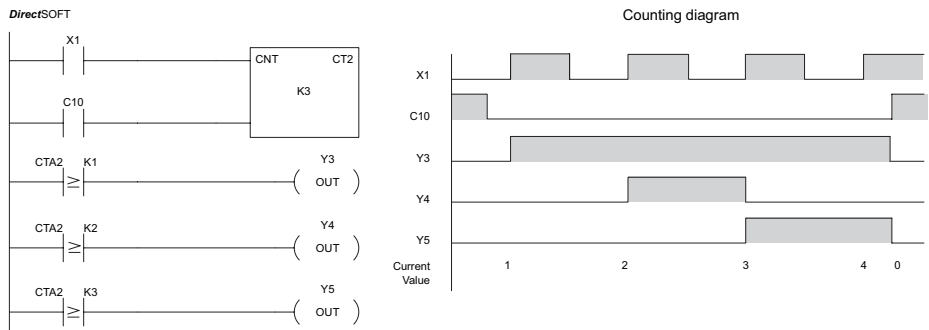 DirectSOFT
X1
CNT CT2
K3
C10
CTA2 K1
≥
Y3
OUT
CTA2 K2
≥
Y4
OUT
CTA2 K3
≥
Y5
OUT
Counting diagram
X1
C10
Y3
Y4
Y5
Current
Value
1 2 3 4 0